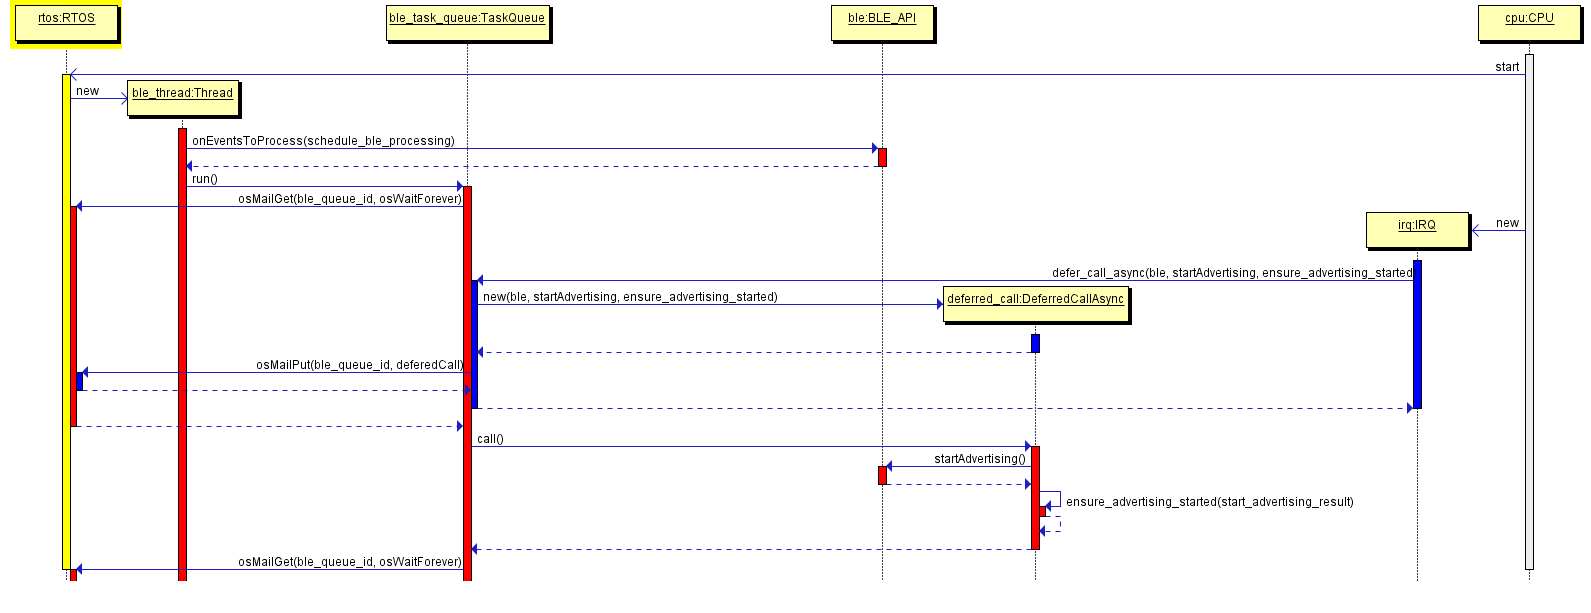 rtos:RTOS
ble_task_queue:TaskQueue
ble:BLE_API
cpu:CPU
start
new
ble_thread:Thread
onEventsToProcess(schedule_ble_processing)
run()
osMailGet(ble_queue_id, osWaitForever)
new
irq:IRQ
defer_call_async(ble, startAdvertising, ensure_advertising_started)
new(ble, startAdvertising, ensure_advertising_started)
deferred_call:DeferredCallAsync
osMailPut(ble_queue_id, deferedCall)
call()
startAdvertising()
ensure_advertising_started(start_advertising_result)
osMailGet(ble_queue_id, osWaitForever)